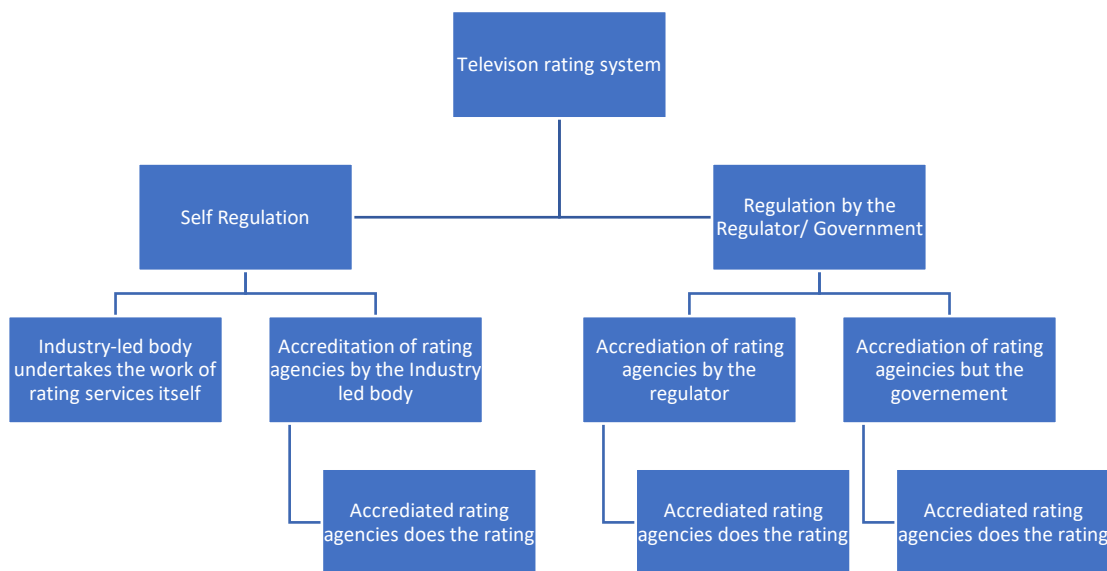 Televison rating system
Self Regulation
Regulation by the
Regulator/ Government
Industry-led body
undertakes the work of
rating services itself
Accreditation of rating
agencies by the Industry
led body
Accrediation of rating
agencies by the
regulator
Accrediation of rating
ageincies but the
governement
Accrediated rating
agencies does the rating
Accrediated rating
agencies does the rating
Accrediated rating
agencies does the rating